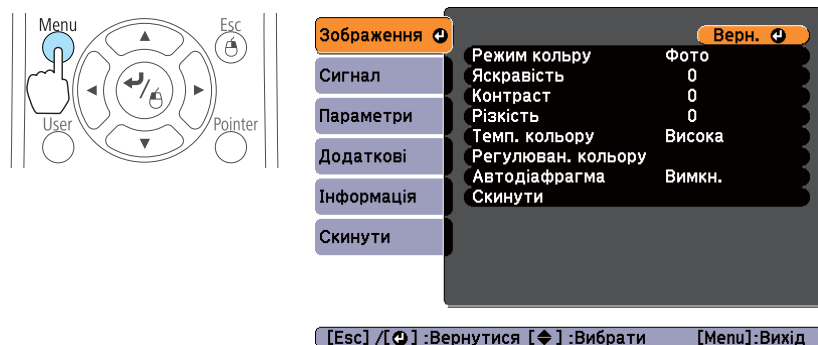 Menu
Esc
User
Pointer
Зображення
Сигнал
Параметри
Додаткові
Інформація
Скинути
Верн.
Режим кольру Фото
Яскравість 0
Контраст 0
Різкість 0
Темп. кольору Висока
Регулюван. кольору
Автодіафрагма Вимкн.
Скинути
[Esc] /[ ] :Вернутися [ ] :Вибрати [Menu]:Вихід